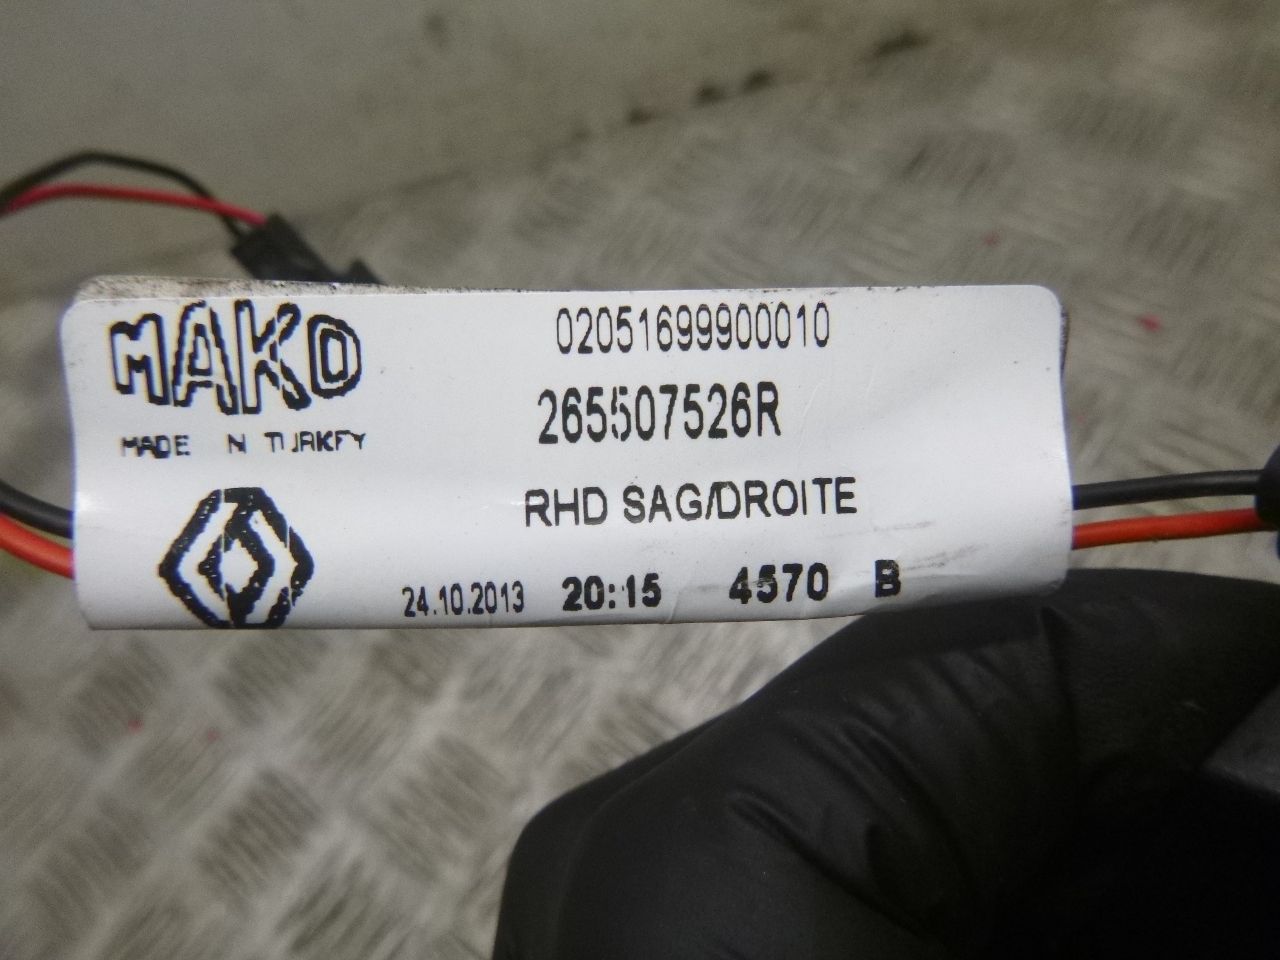 MAKO
MADE IN TURKEY
02051699900010
265507526R
RHD SAG/DROITE
24.10.2013 20:15 4570 B